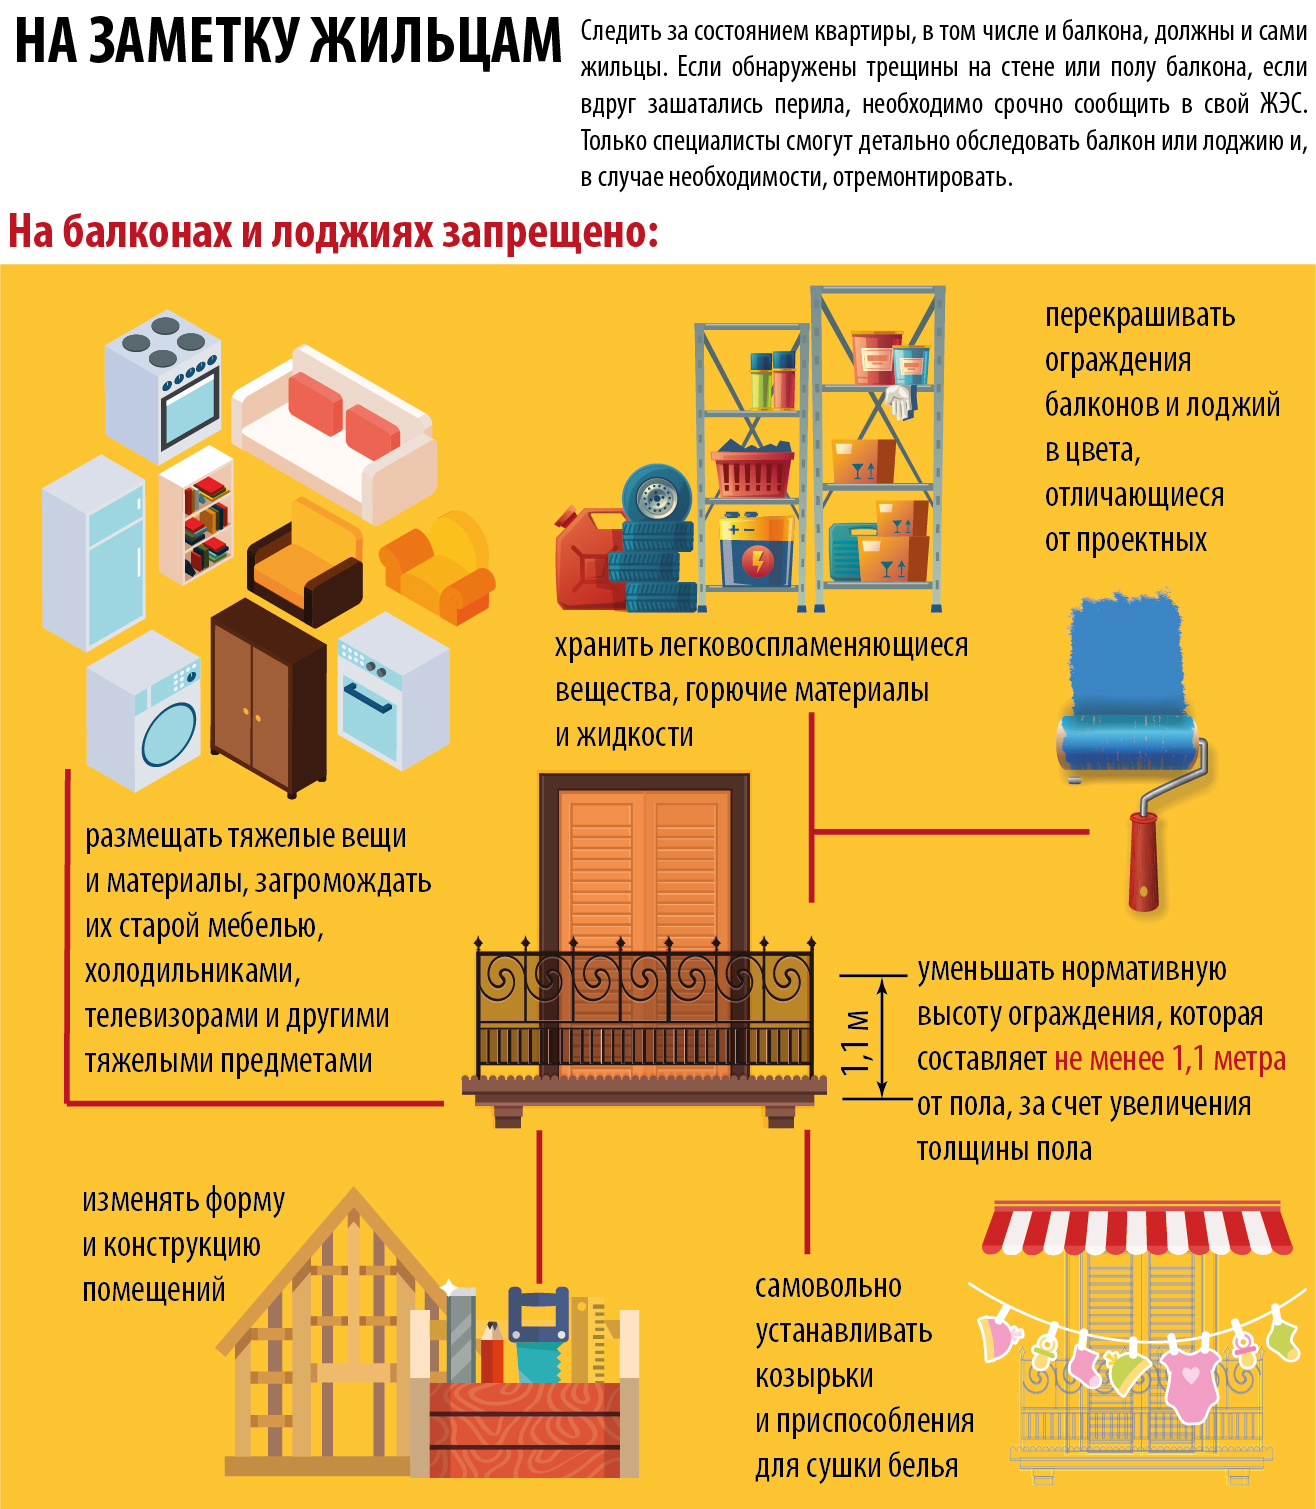 НА ЗАМЕТКУ ЖИЛЬЦАМ
Следить за состоянием квартиры, в том числе и балкона, должны и сами
жильцы. Если обнаружены трещины на стене или полу балкона, если
вдруг зашатались перила, необходимо срочно сообщить в свой ЖЭС.
Только специалисты смогут детально обследовать балкон или лоджию и,
в случае необходимости, отремонтировать.
На балконах и лоджиях запрещено:
перекрашивать
ограждения
балконов и лоджий
в цвета,
отличающиеся
от проектных
хранить легковоспламеняющиеся
вещества, горючие материалы
и жидкости
размещать тяжелые вещи
и материалы, загромождать
их старой мебелью,
холодильниками,
телевизорами и другими
тяжелыми предметами
1,1 м
уменьшать нормативную
высоту ограждения, которая
составляет не менее 1,1 метра
от пола, за счет увеличения
толщины пола
изменять форму
и конструкцию
помещений
самовольно
устанавливать
козырьки
и приспособления
для сушки белья